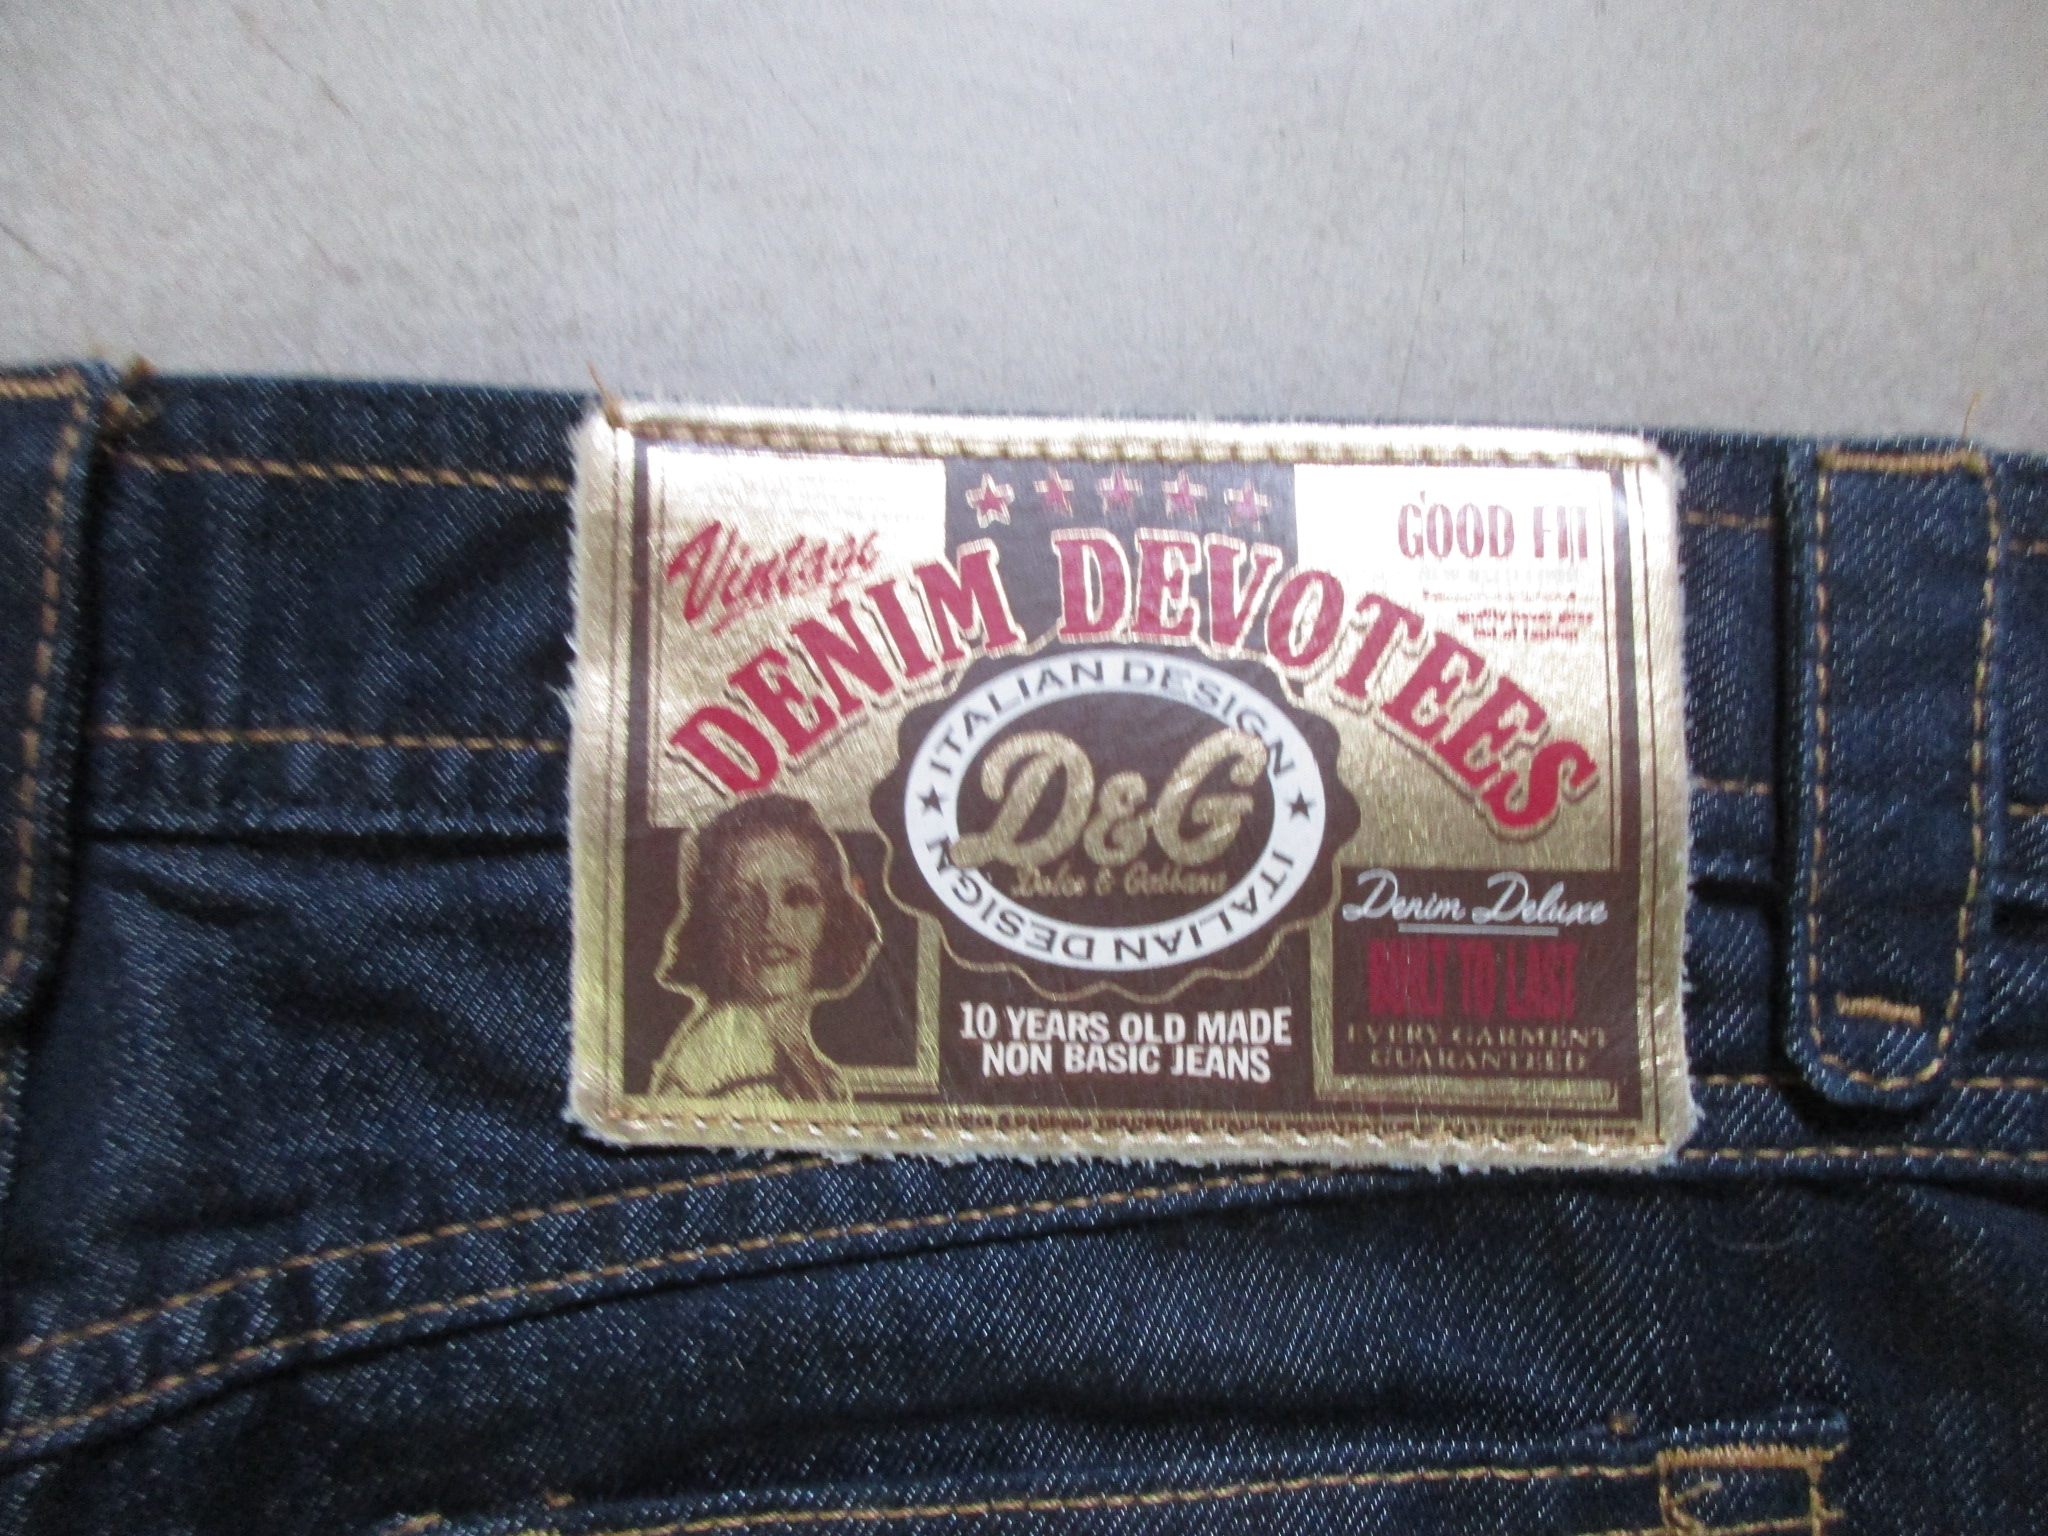 Vintage
DENIM DEVOTEES
GOOD FIT
ITALIAN DESIGN ★ ITALIAN DESIGN ★
D&G
Dolce & Gabbana
10 YEARS OLD MADE
NON BASIC JEANS
Denim Deluxe
BUILT TO LAST
EVERY GARMENT
GUARANTEED